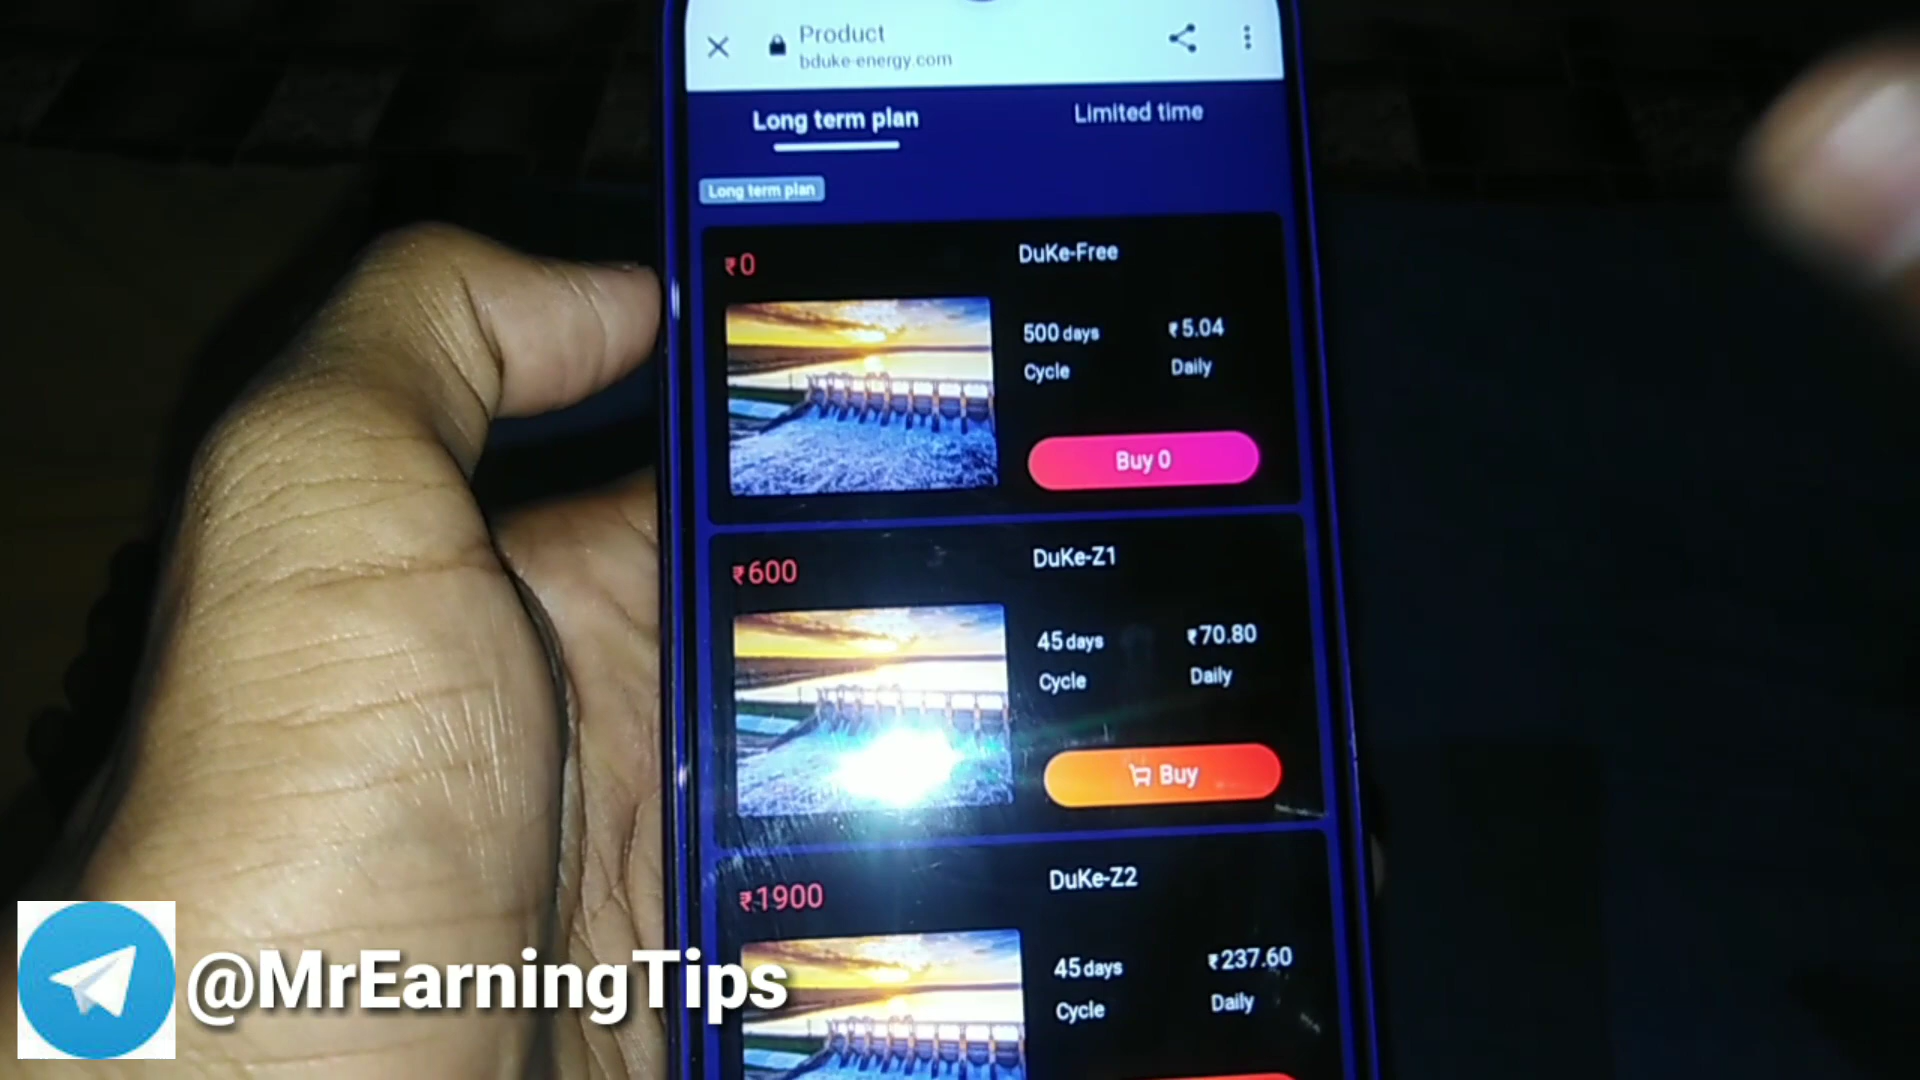 Product
bduke-energy.com
Long term plan
Limited time
Long term plan
₹0
DuKe-Free
500 days
₹5.04
Cycle
Daily
Buy 0
₹600
DuKe-Z1
45 days
₹70.80
Cycle
Daily
Buy
₹1900
DuKe-Z2
45 days
₹237.60
Cycle
Daily
@MrEarningTips